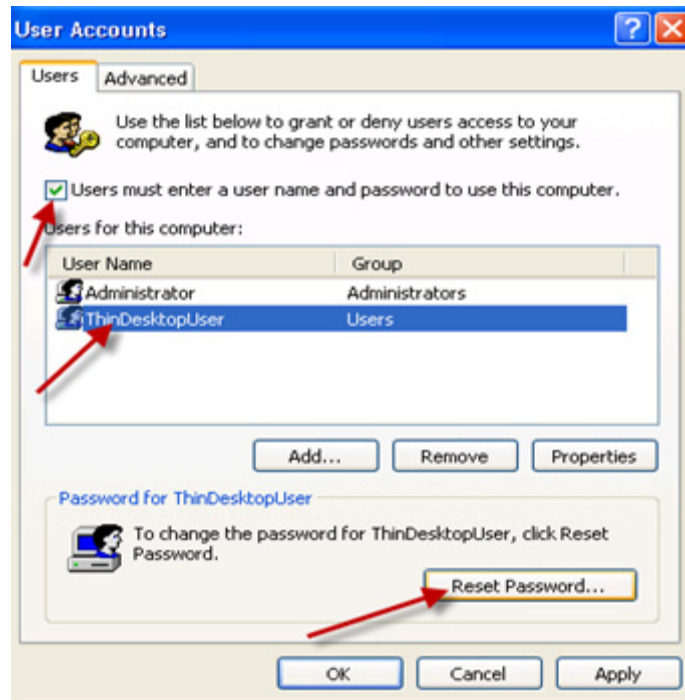 User Accounts
Users Advanced
Use the list below to grant or deny users access to your
computer, and to change passwords and other settings.
Users must enter a user name and password to use this computer.
Users for this computer:
User Name Group
Administrator Administrators
ThinDesktopUser Users
Add... Remove Properties
Password for ThinDesktopUser
To change the password for ThinDesktopUser, click Reset
Password.
Reset Password...
OK Cancel Apply